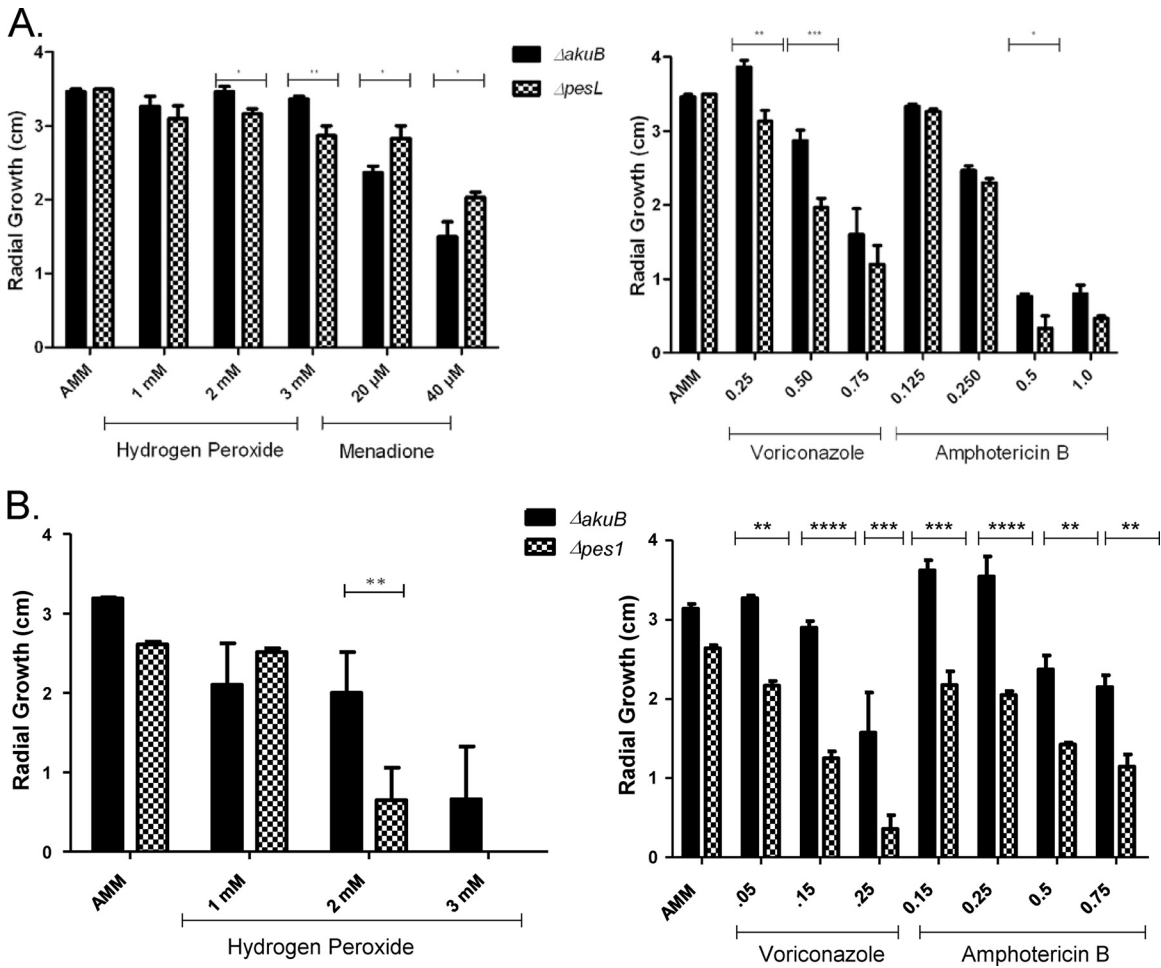 A.
ΔakuB
ΔpesL
Radial Growth (cm)
4
3
2
1
0
* ** * *
AMM 1 mM 2 mM 3 mM 20 µM 40 µM
Hydrogen Peroxide Menadione
Radial Growth (cm)
4
3
2
1
0
** *** *
AMM 0.25 0.50 0.75 0.125 0.250 0.5 1.0
Voriconazole Amphotericin B
B.
ΔakuB
Δpes1
Radial Growth (cm)
4
3
2
1
0
**
AMM 1 mM 2 mM 3 mM
Hydrogen Peroxide
Radial Growth (cm)
4
3
2
1
0
** **** *** *** **** ** **
AMM .05 .15 .25 0.15 0.25 0.5 0.75
Voriconazole Amphotericin B